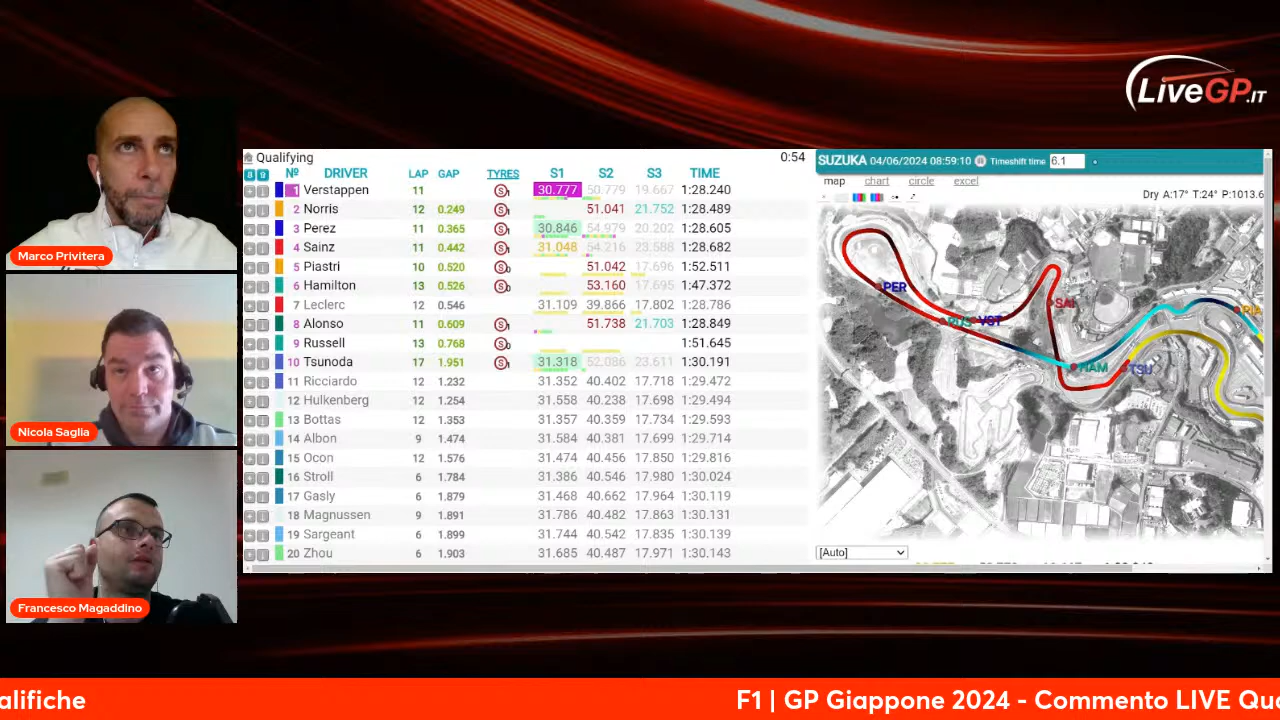 LiveGP.IT
Marco Privitera
Nicola Saglia
Francesco Magaddino
Qualifying 0:54
Nº DRIVER LAP GAP TYRES S1 S2 S3 TIME
1 Verstappen 11 S1 30.777 50.779 19.667 1:28.240
2 Norris 12 0.249 S1 51.041 21.752 1:28.489
3 Perez 11 0.365 S1 30.846 54.979 20.202 1:28.605
4 Sainz 11 0.442 S1 31.048 54.216 23.588 1:28.682
5 Piastri 10 0.520 S0 51.042 17.696 1:52.511
6 Hamilton 13 0.526 S0 53.160 17.695 1:47.372
7 Leclerc 12 0.546 31.109 39.866 17.802 1:28.786
8 Alonso 11 0.609 S1 51.738 21.703 1:28.849
9 Russell 13 0.768 S0 1:51.645
10 Tsunoda 17 1.951 S1 31.318 52.086 23.611 1:30.191
11 Ricciardo 12 1.232 31.352 40.402 17.718 1:29.472
12 Hulkenberg 12 1.254 31.558 40.238 17.698 1:29.494
13 Bottas 12 1.353 31.357 40.359 17.734 1:29.593
14 Albon 9 1.474 31.584 40.381 17.699 1:29.714
15 Ocon 12 1.576 31.474 40.456 17.850 1:29.816
16 Stroll 6 1.784 31.386 40.546 17.980 1:30.024
17 Gasly 6 1.879 31.468 40.662 17.964 1:30.119
18 Magnussen 9 1.891 31.786 40.482 17.863 1:30.131
19 Sargeant 6 1.899 31.744 40.542 17.835 1:30.139
20 Zhou 6 1.903 31.685 40.487 17.971 1:30.143
SUZUKA 04/06/2024 08:59:10 Timeshift time 6.1
map chart circle excel
Dry A:17° T:24° P:1013.6
PER
SAI
PIA
VST
HAM
TSU
[Auto]
alifiche F1 | GP Giappone 2024 - Commento LIVE Qua